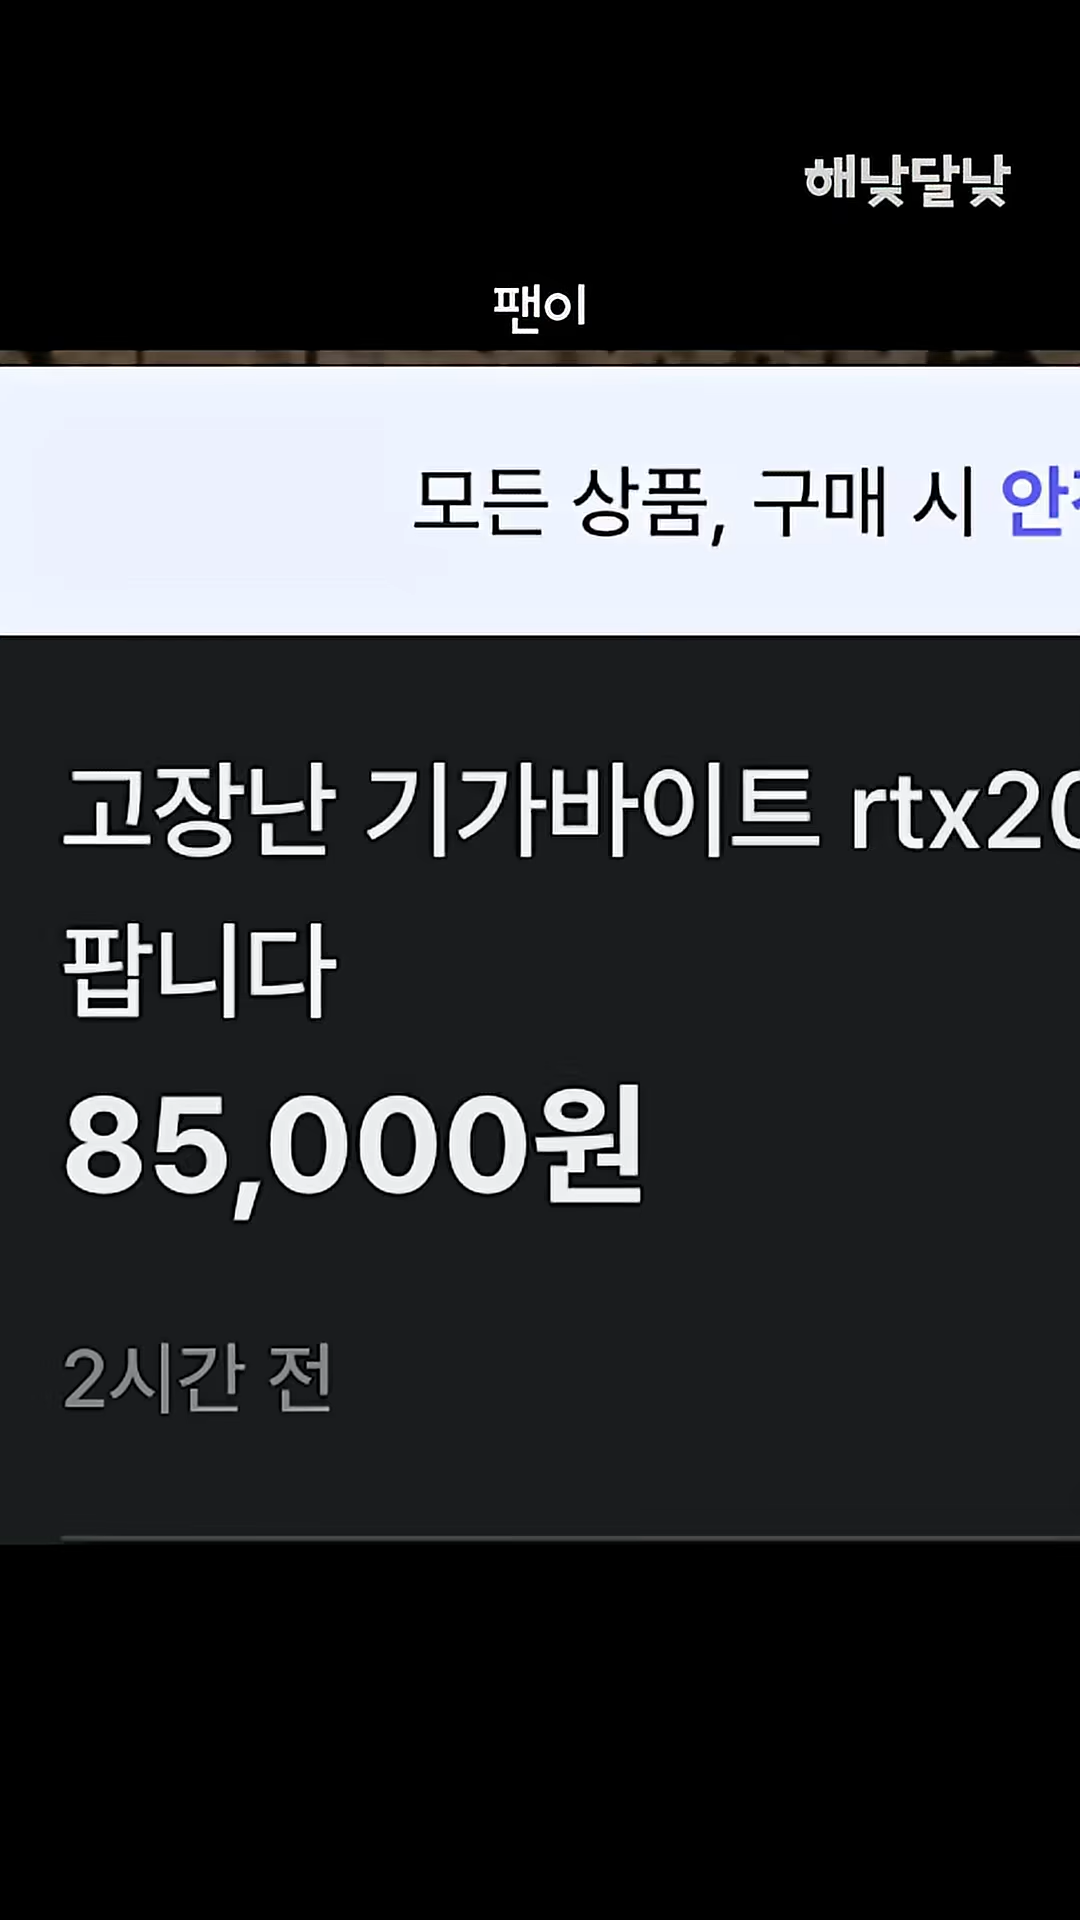 해낮달낮
팬이
모든 상품, 구매 시
고장난 기가바이트 rtx20
팝니다
85,000원
2시간 전